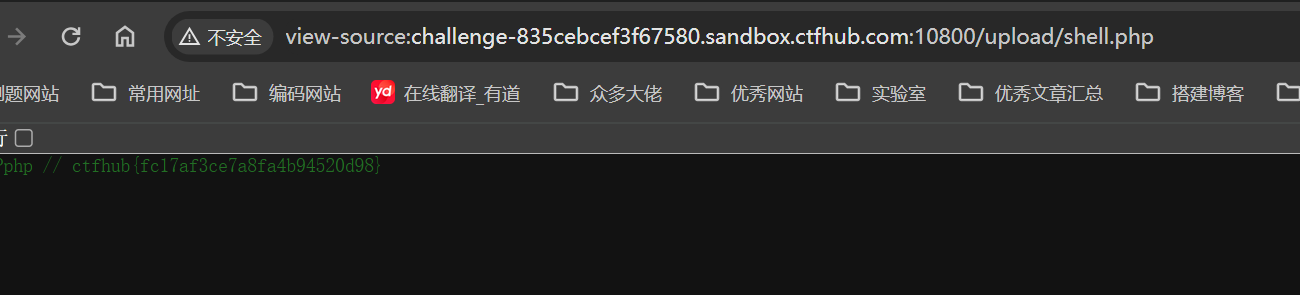 不安全 view-source:challenge-835cebcef3f67580.sandbox.ctfhub.com:10800/upload/shell.php
题网站 常用网址 编码网站 yd 在线翻译_有道 众多大佬 优秀网站 实验室 优秀文章汇总 搭建博客
行
?php // ctfhub{fc17af3ce7a8fa4b94520d98}